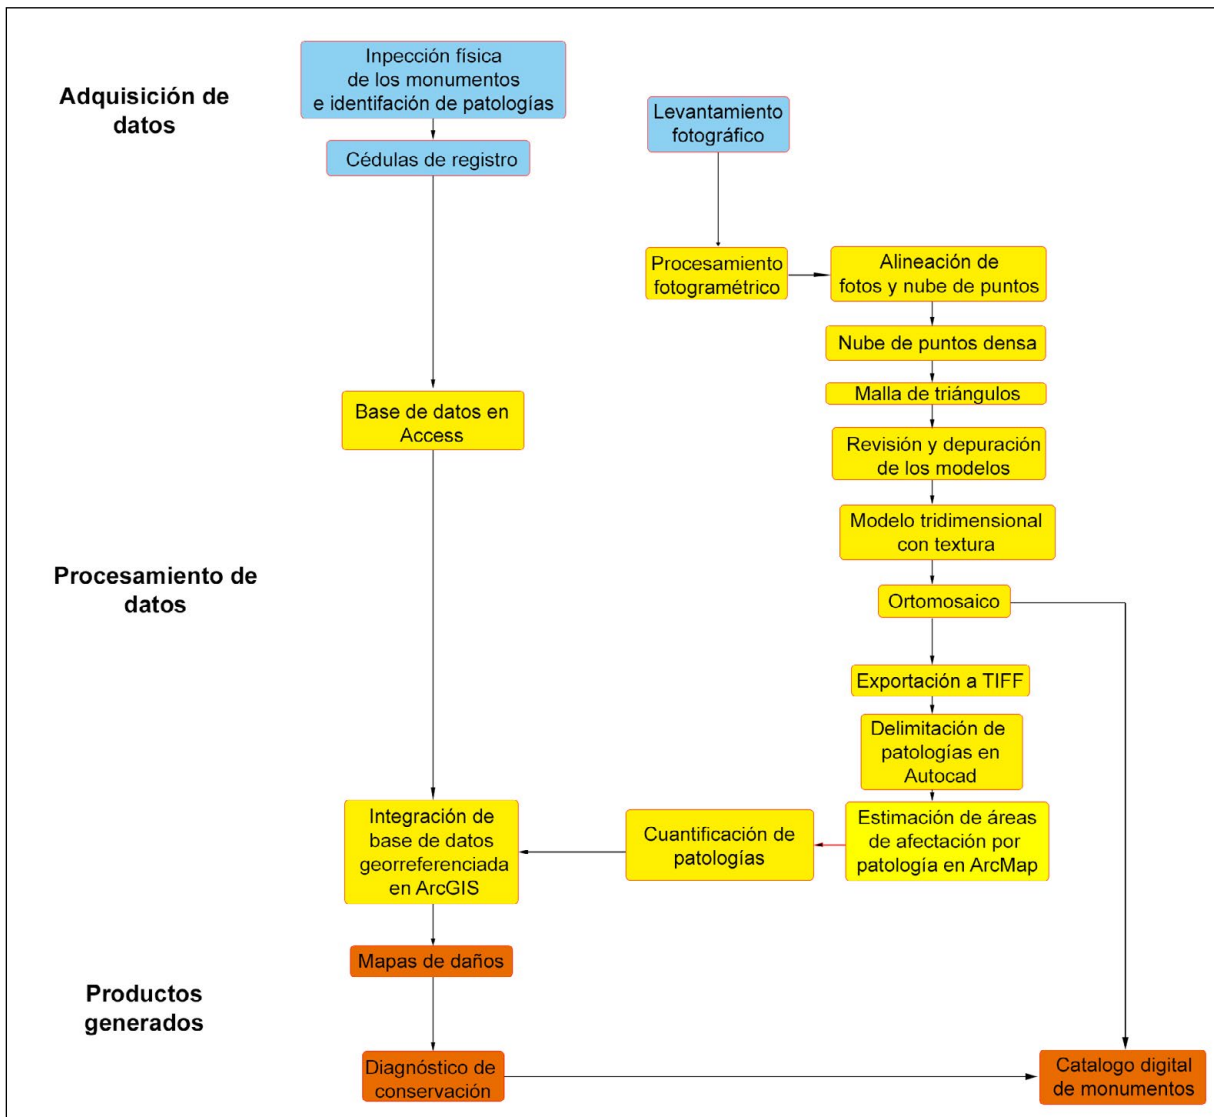 Adquisición de
datos
Inpección física
de los monumentos
e identifación de patologías
Cédulas de registro
Levantamiento
fotográfico
Procesamiento
fotogramétrico
Alineación de
fotos y nube de puntos
Nube de puntos densa
Malla de triángulos
Revisión y depuración
de los modelos
Modelo tridimensional
con textura
Ortomosaico
Exportación a TIFF
Delimitación de
patologías en
Autocad
Estimación de áreas
de afectación por
patología en ArcMap
Cuantificación de
patologías
Base de datos en
Access
Procesamiento de
datos
Integración de
base de datos
georreferenciada
en ArcGIS
Mapas de daños
Productos
generados
Diagnóstico de
conservación
Catalogo digital
de monumentos